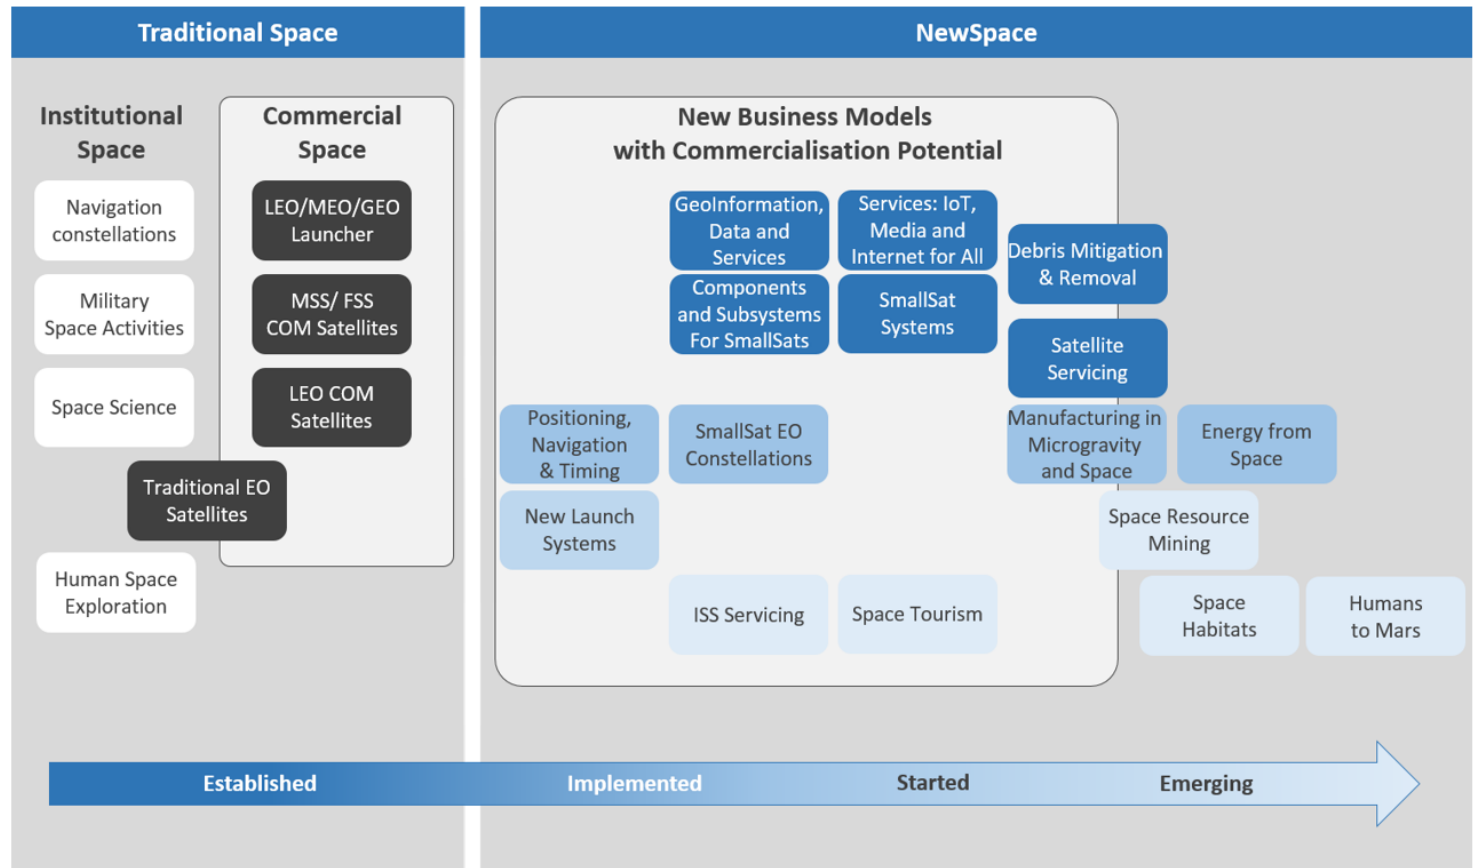 Traditional Space
Institutional
Space
Navigation
constellations
Military
Space Activities
Space Science
Commercial
Space
LEO/MEO/GEO
Launcher
MSS/ FSS
COM Satellites
LEO COM
Satellites
Traditional EO
Satellites
Human Space
Exploration
NewSpace
New Business Models
with Commercialisation Potential
GeoInformation,
Data and
Services
Services: IoT,
Media and
Internet for All
Debris Mitigation
& Removal
Components
and Subsystems
For SmallSats
SmallSat
Systems
Satellite
Servicing
Positioning,
Navigation
& Timing
SmallSat EO
Constellations
Manufacturing in
Microgravity
and Space
Energy from
Space
New Launch
Systems
Space Resource
Mining
ISS Servicing
Space Tourism
Space
Habitats
Humans
to Mars
Established
Implemented
Started
Emerging